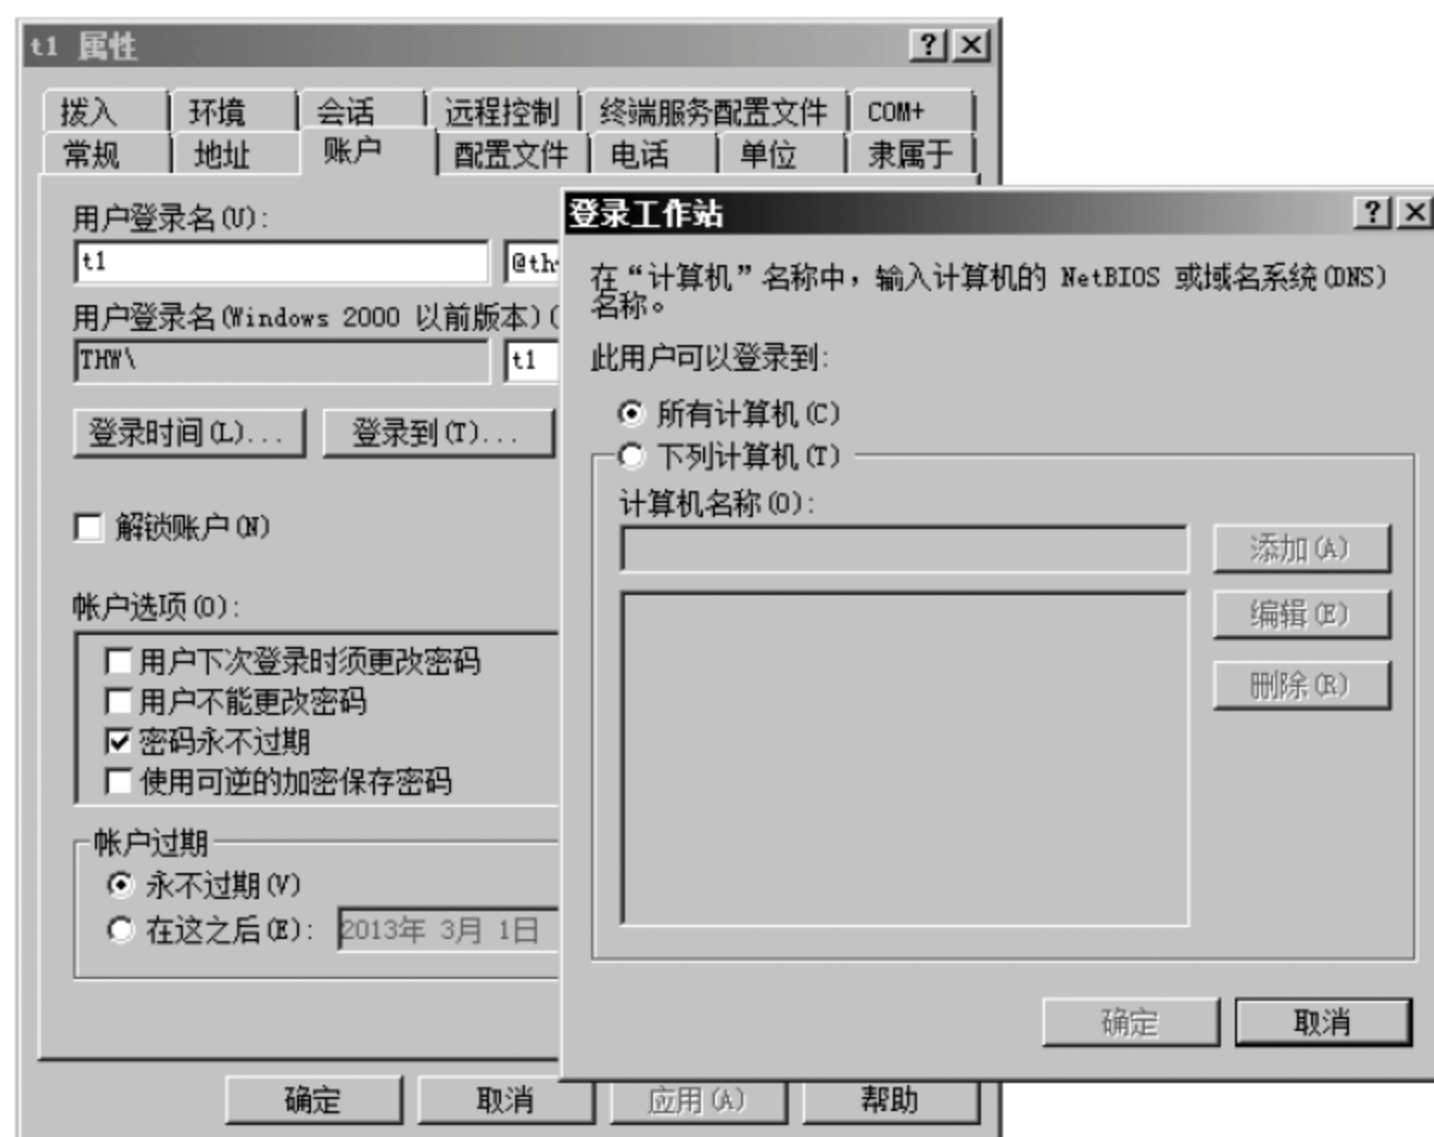 t1 属性
拨入 环境 会话 远程控制 终端服务配置文件 COM+
常规 地址 账户 配置文件 电话 单位 隶属于
用户登录名(U):
t1 @th
用户登录名(Windows 2000 以前版本)(
THW\ t1
登录时间(L)... 登录到(T)...
解锁账户(N)
帐户选项(O):
用户下次登录时须更改密码
用户不能更改密码
密码永不过期
使用可逆的加密保存密码
帐户过期
永不过期(V)
在这之后(E): 2013年 3月 1日
确定 取消 应用(A) 帮助
登录工作站
在“计算机”名称中，输入计算机的 NetBIOS 或域名系统(DNS)
名称。
此用户可以登录到:
所有计算机(C)
下列计算机(T)
计算机名称(O):
添加(A)
编辑(E)
删除(R)
确定 取消